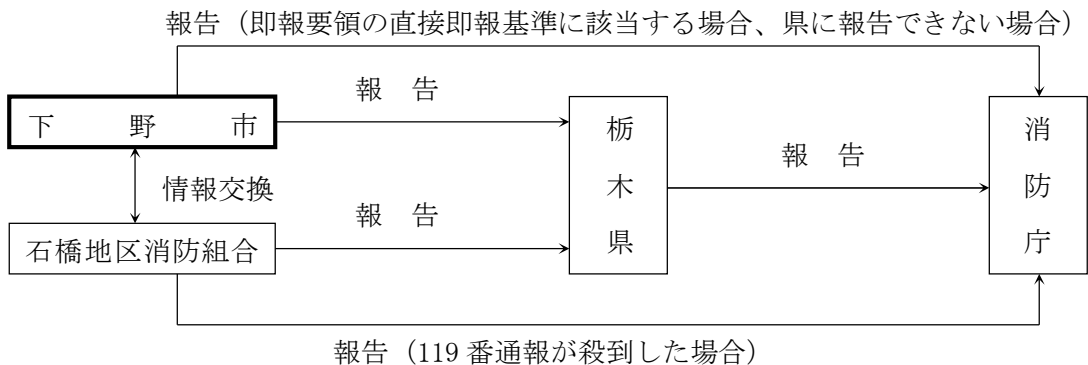 報告（即報要領の直接即報基準に該当する場合、県に報告できない場合）
報　告
下　野　市
栃木県
消防庁
報　告
情報交換
報　告
石橋地区消防組合
報告（119 番通報が殺到した場合）